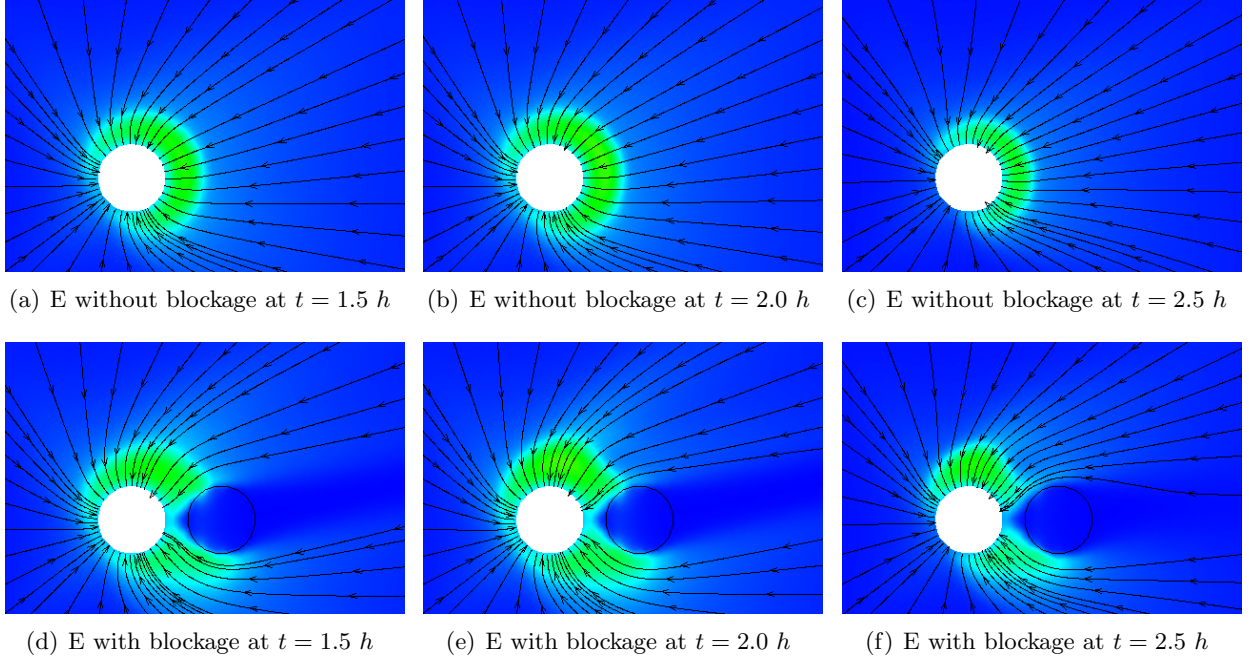 (a) E without blockage at t = 1.5 h
(b) E without blockage at t = 2.0 h
(c) E without blockage at t = 2.5 h
(d) E with blockage at t = 1.5 h
(e) E with blockage at t = 2.0 h
(f) E with blockage at t = 2.5 h